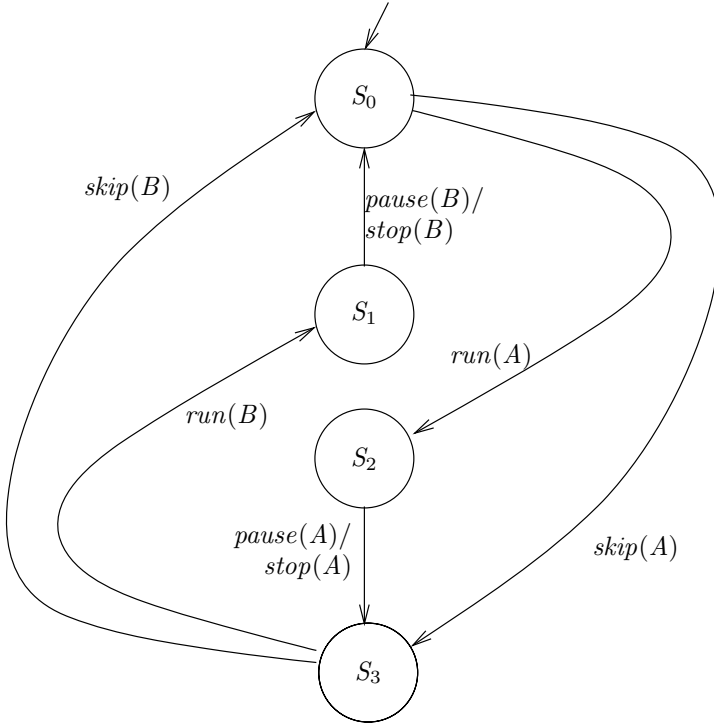 S₀
skip(B)
pause(B)/
stop(B)
S₁
run(A)
run(B)
S₂
pause(A)/
stop(A)
skip(A)
S₃